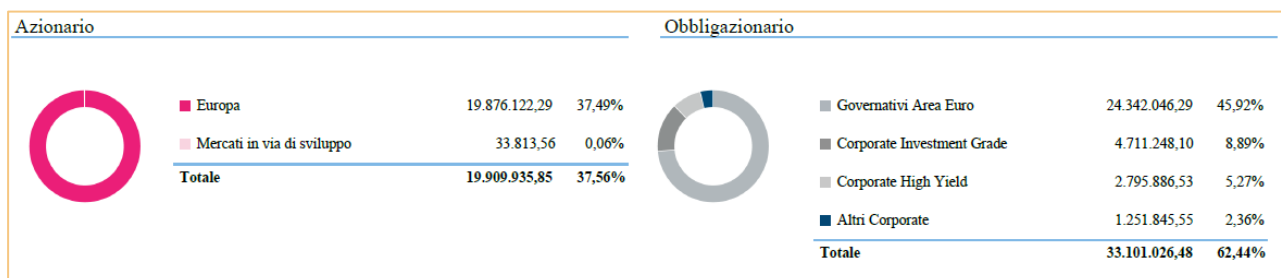 Azionario
Europa 19.876.122,29 37,49%
Mercati in via di sviluppo 33.813,56 0,06%
Totale 19.909.935,85 37,56%
Obbligazionario
Governativi Area Euro 24.342.046,29 45,92%
Corporate Investment Grade 4.711.248,10 8,89%
Corporate High Yield 2.795.886,53 5,27%
Altri Corporate 1.251.845,55 2,36%
Totale 33.101.026,48 62,44%